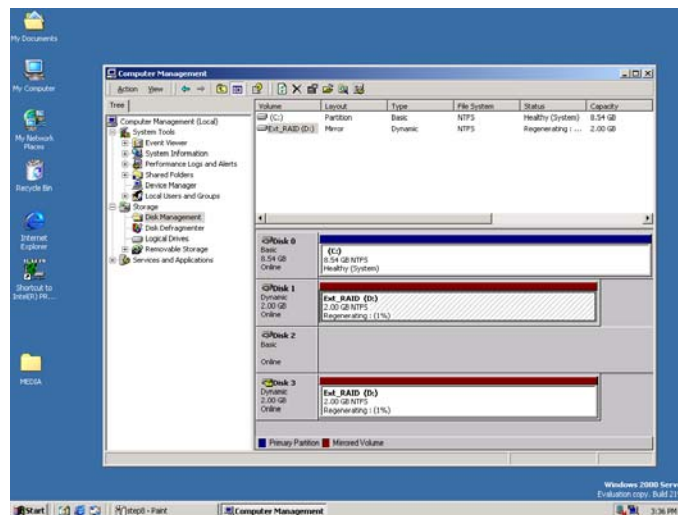 My Documents
My Computer
My Network
Places
Recycle Bin
Internet
Explorer
Shortcut to
Intel(R) PR...
MEDIA
Computer Management
Action View
Tree
Computer Management (Local)
System Tools
Event Viewer
System Information
Performance Logs and Alerts
Shared Folders
Device Manager
Local Users and Groups
Storage
Disk Management
Disk Defragmenter
Logical Drives
Removable Storage
Services and Applications
Volume Layout Type File System Status Capacity
(C:) Partition Basic NTFS Healthy (System) 8.54 GB
Ext_RAID (D:) Mirror Dynamic NTFS Regenerating : ... 2.00 GB
Disk 0
Basic
8.54 GB
Online
(C:)
8.54 GB NTFS
Healthy (System)
Disk 1
Dynamic
2.00 GB
Online
Ext_RAID (D:)
2.00 GB NTFS
Regenerating : (1%)
Disk 2
Basic
Online
Disk 3
Dynamic
2.00 GB
Online
Ext_RAID (D:)
2.00 GB NTFS
Regenerating : (1%)
Primary Partition Mirrored Volume
Windows 2000 Serv
Evaluation copy. Build 21
Start step8 - Paint Computer Management 3:36 PM